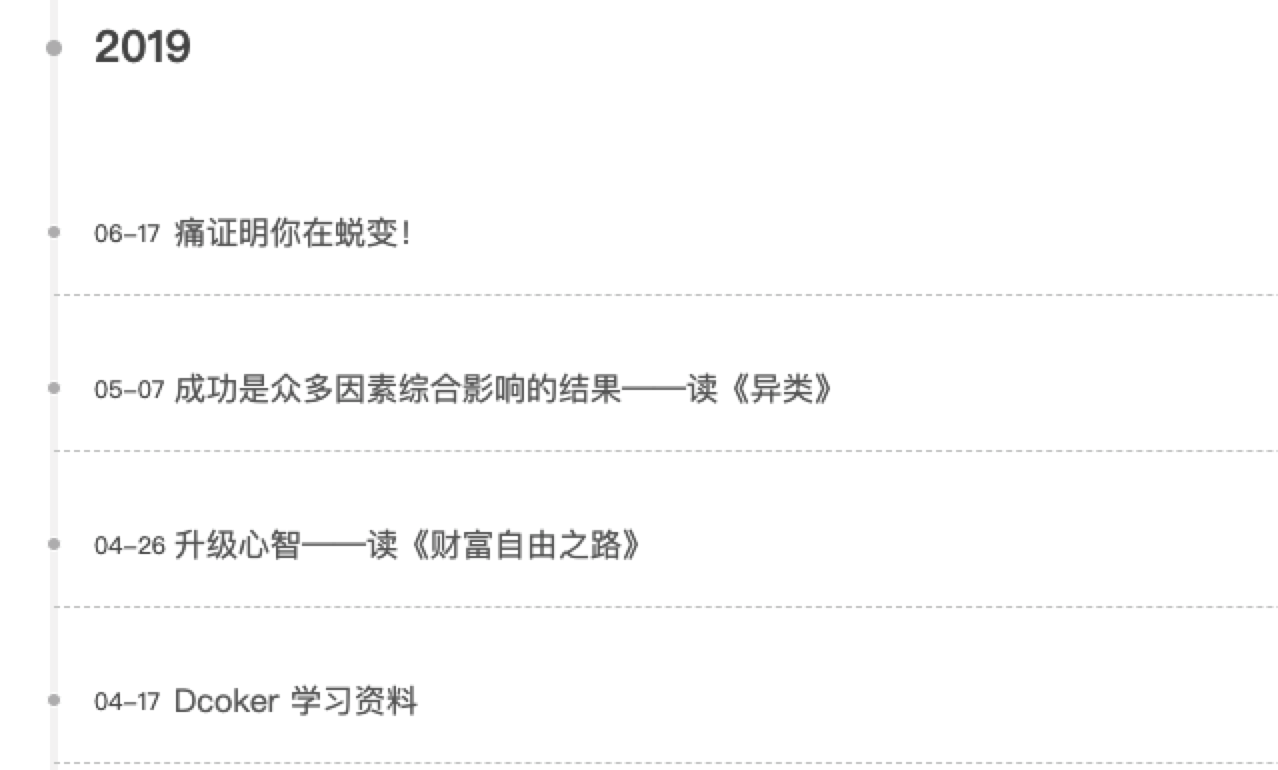 2019
06-17 痛证明你在蜕变！
05-07 成功是众多因素综合影响的结果——读《异类》
04-26 升级心智——读《财富自由之路》
04-17 Dcoker 学习资料